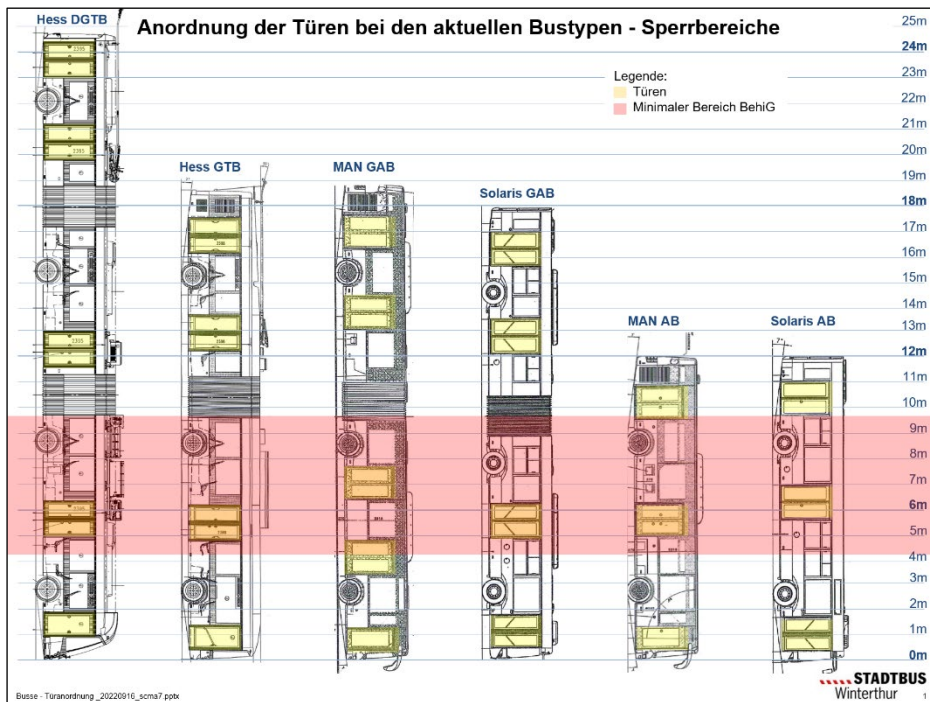 Hess DGTB
Anordnung der Türen bei den aktuellen Bustypen - Sperrbereiche
Legende:
Türen
Minimaler Bereich BehiG
Hess GTB
MAN GAB
Solaris GAB
MAN AB
Solaris AB
25m
24m
23m
22m
21m
20m
19m
18m
17m
16m
15m
14m
13m
12m
11m
10m
9m
8m
7m
6m
5m
4m
3m
2m
1m
0m
7°
7°
STADTBUS
Winterthur
Busse - Türanordnung _20220916_scma7.pptx
1